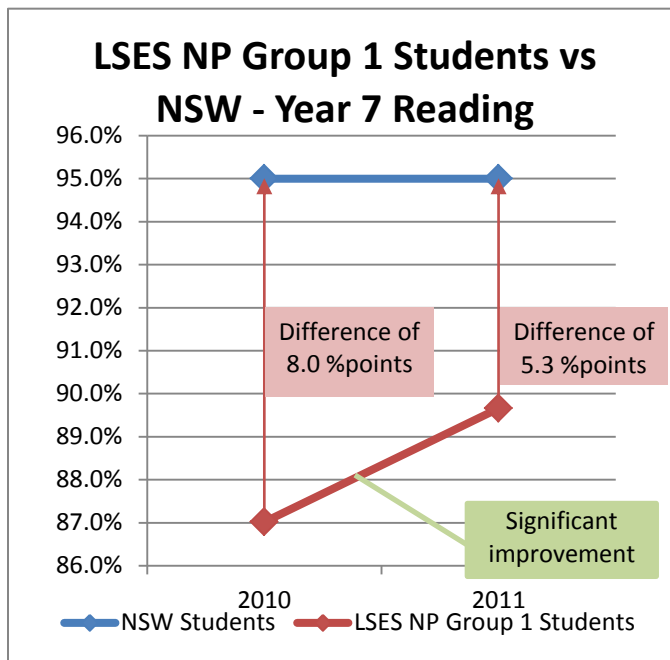 LSES NP Group 1 Students vs
NSW - Year 7 Reading
96.0%
95.0%
94.0%
93.0%
92.0%
91.0%
90.0%
89.0%
88.0%
87.0%
86.0%
Difference of
8.0 %points
Difference of
5.3 %points
Significant
improvement
2010
2011
NSW Students
LSES NP Group 1 Students